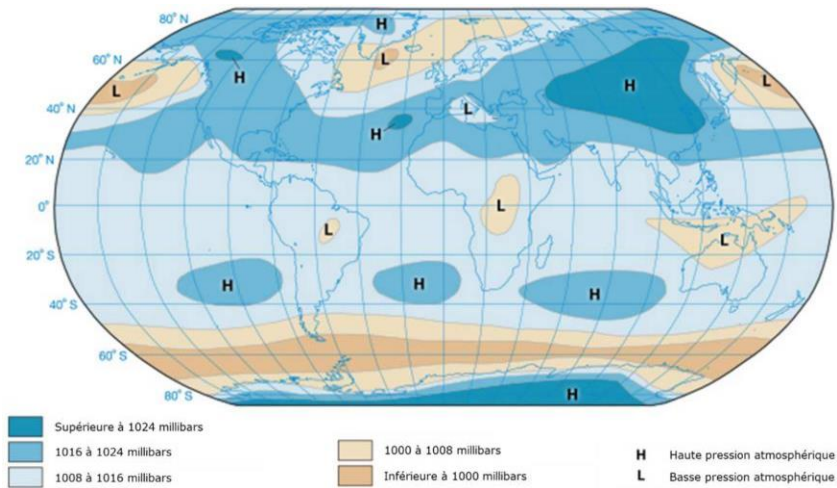 80° N
H
60° N
L
H
L
H
L
40° N
H
L
20° N
0°
L
L
L
20° S
H
H
H
40° S
60° S
80° S
H
Supérieure à 1024 millibars
1016 à 1024 millibars
1008 à 1016 millibars
1000 à 1008 millibars
Inférieure à 1000 millibars
H Haute pression atmosphérique
L Basse pression atmosphérique